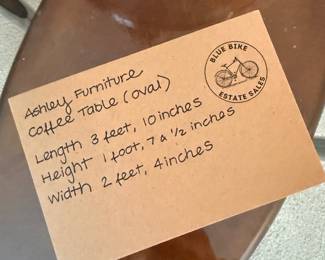 Ashley Furniture
Coffee Table (oval)
Length 3 feet, 10 inches
Height 1 foot, 7 a 1/2 inches
Width 2 feet, 4 inches
BLUE BIKE
ESTATE SALES